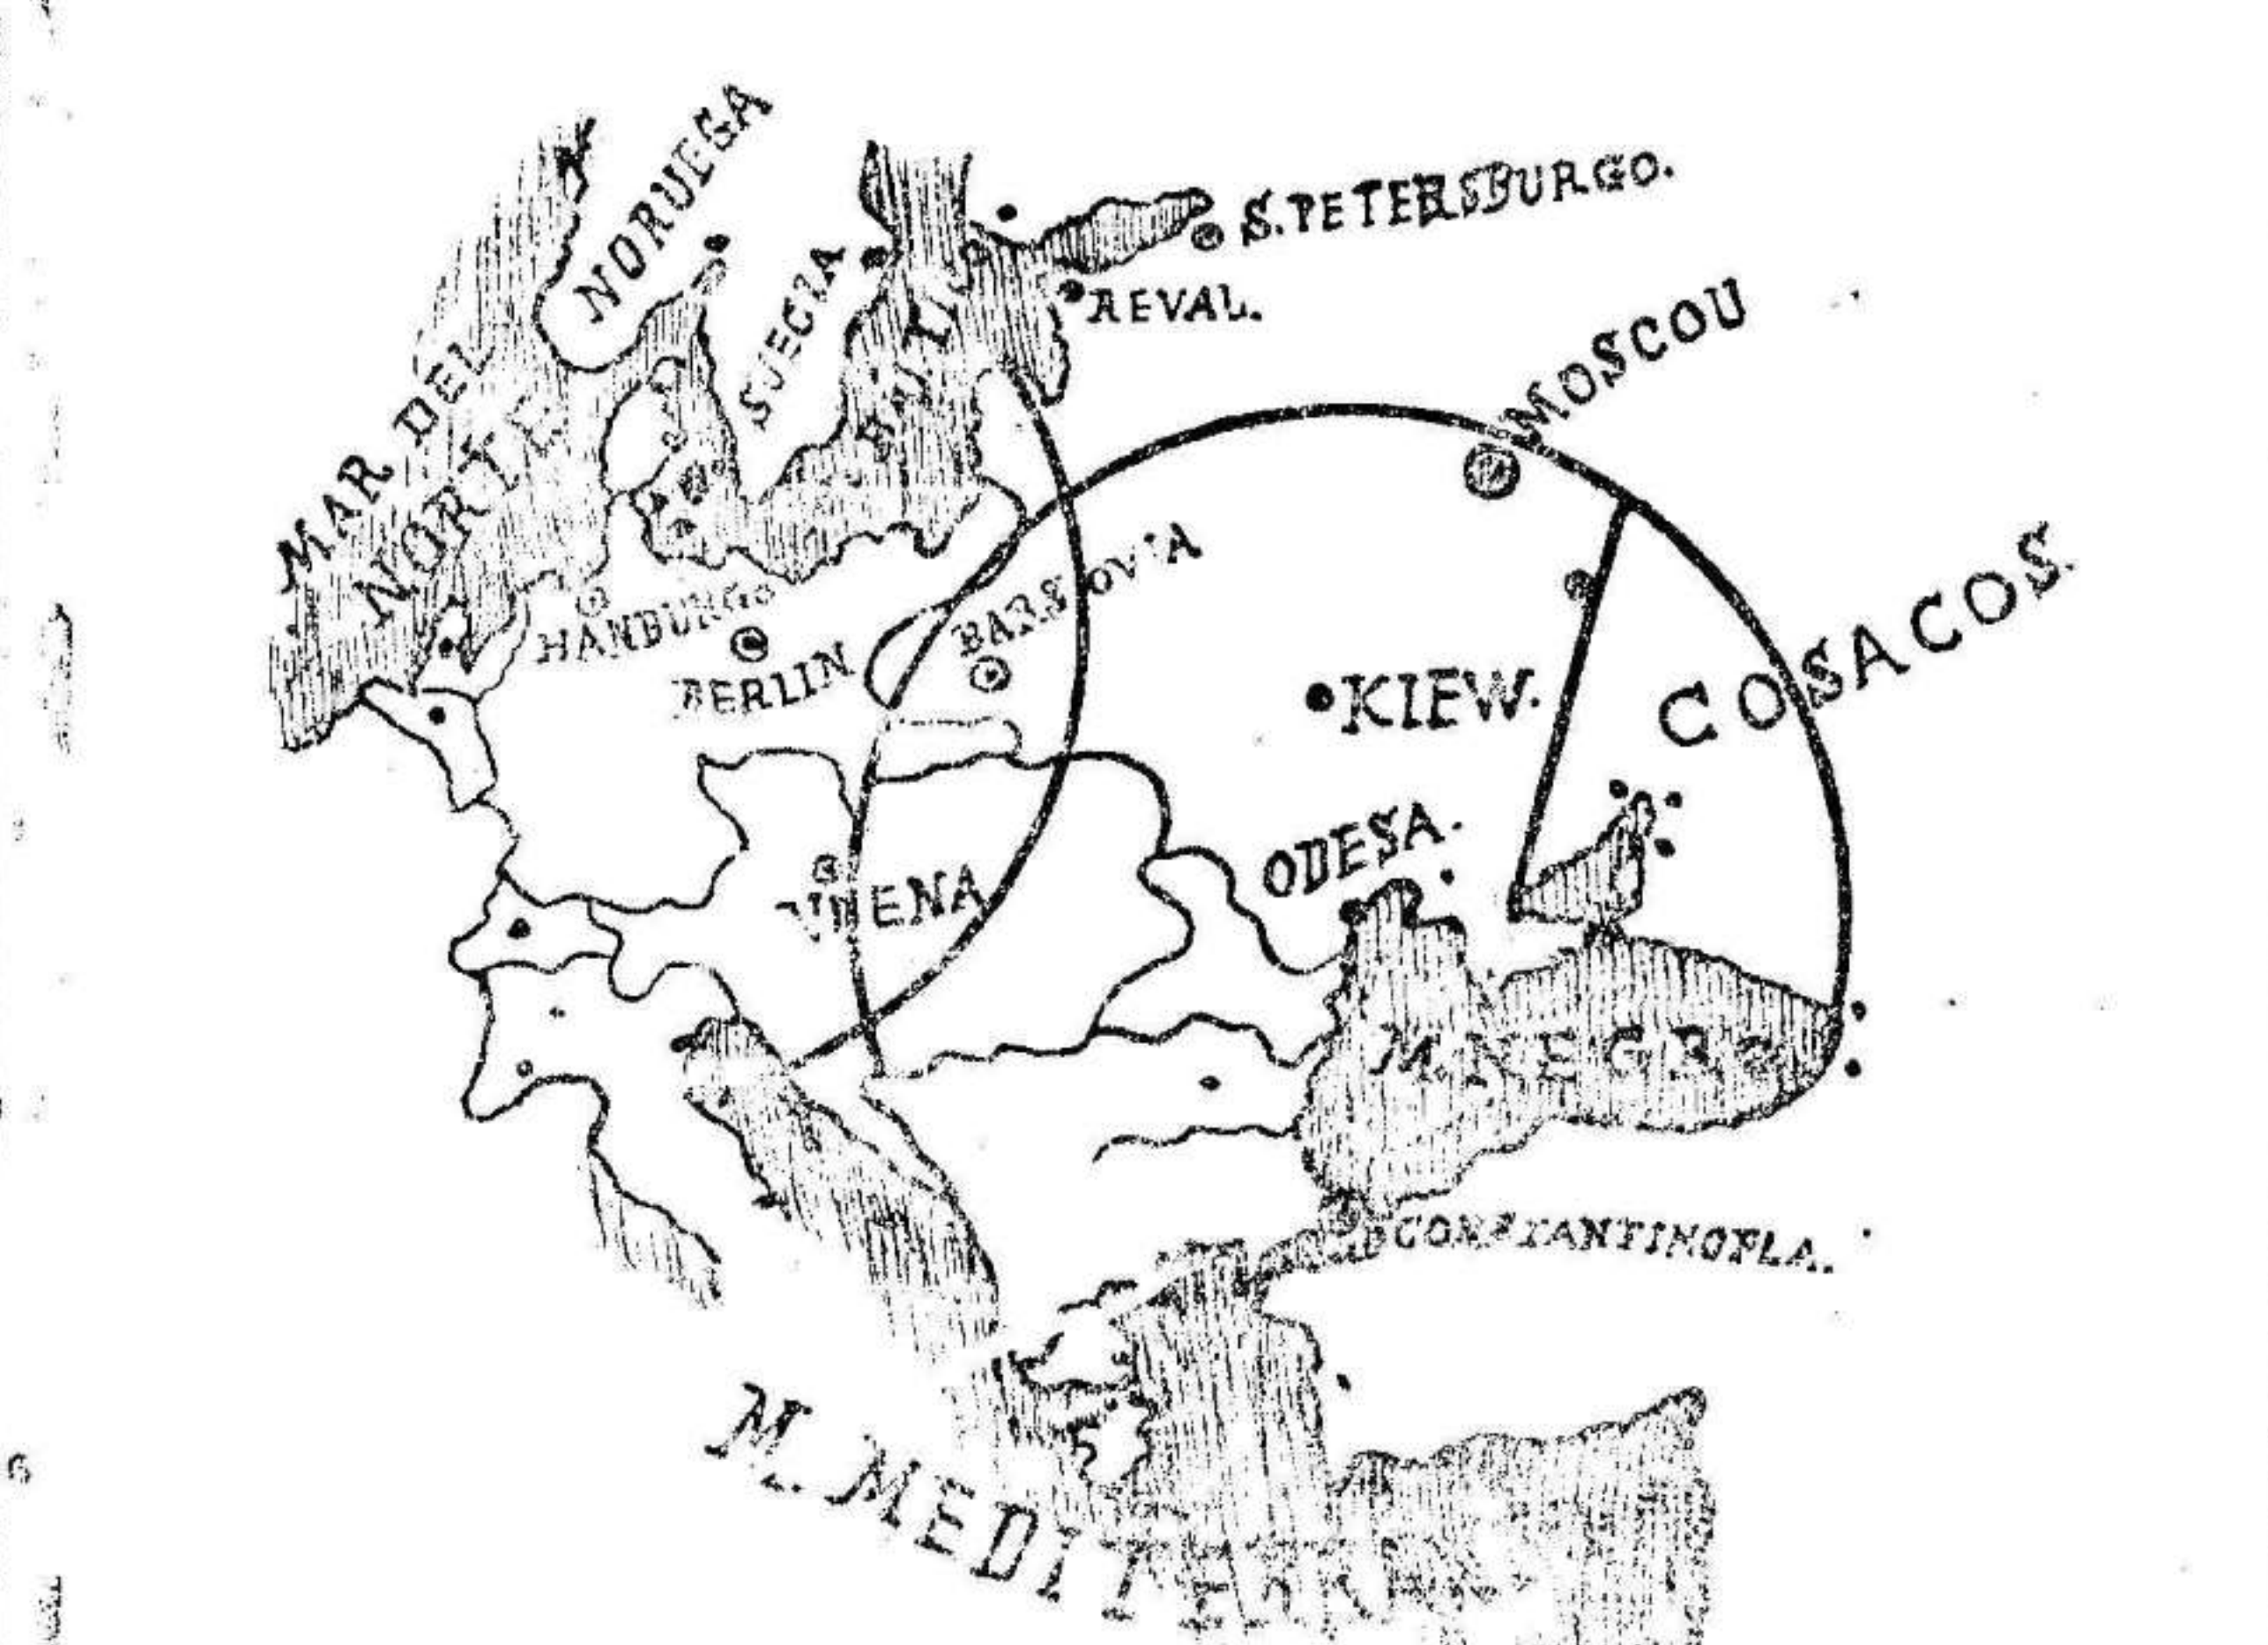 NORUEGA
S. PETERSBURGO.
SUECIA
REVAL.
MAR DEL
NORTE
MOSCOU
HANBURGO
BERLIN
BARSOVIA
COSACOS.
•KIEW.
ODESA.
VIENA
M. NEGRO
CONSTANTINOPLA.
M. MEDITERRANEO